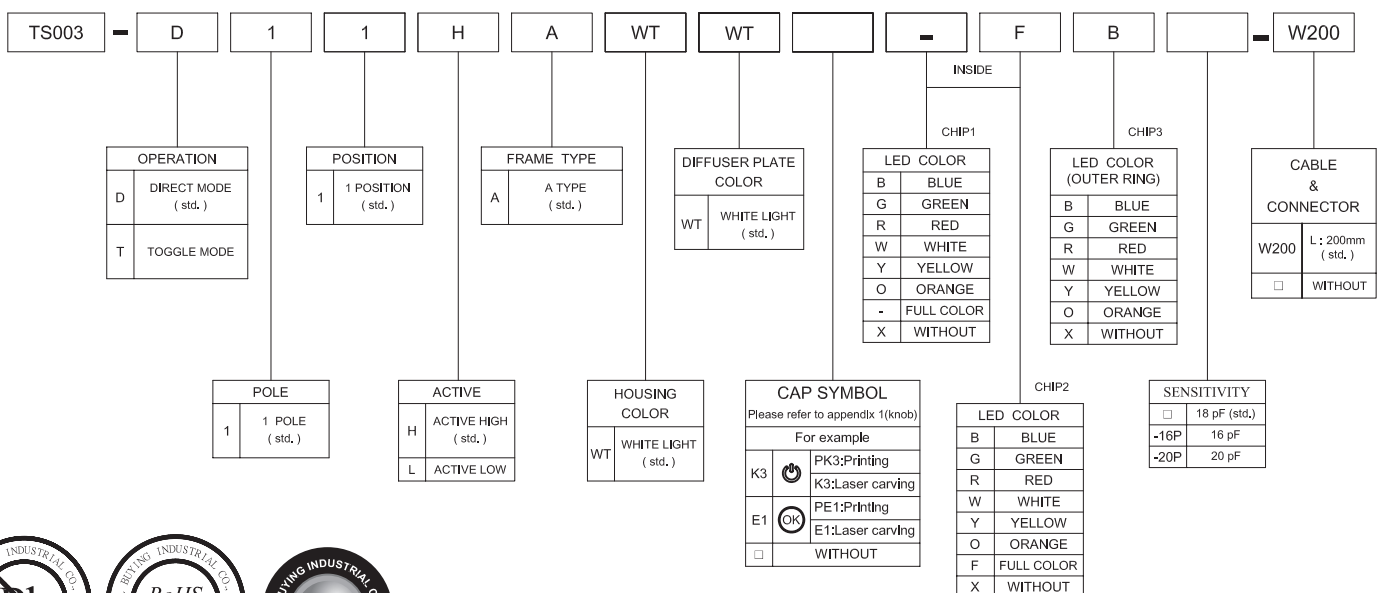 TS003 - D 1 1 H A WT WT - F B - W200
INSIDE
CHIP1
CHIP3
OPERATION
D DIRECT MODE
( std. )
T TOGGLE MODE
POSITION
1 1 POSITION
( std. )
FRAME TYPE
A A TYPE
( std. )
DIFFUSER PLATE
COLOR
WT WHITE LIGHT
( std. )
LED COLOR
B BLUE
G GREEN
R RED
W WHITE
Y YELLOW
O ORANGE
- FULL COLOR
X WITHOUT
LED COLOR
(OUTER RING)
B BLUE
G GREEN
R RED
W WHITE
Y YELLOW
O ORANGE
X WITHOUT
CABLE
&
CONNECTOR
W200 L : 200mm
( std. )
□ WITHOUT
POLE
1 1 POLE
( std. )
ACTIVE
H ACTIVE HIGH
( std. )
L ACTIVE LOW
HOUSING
COLOR
WT WHITE LIGHT
( std. )
CAP SYMBOL
Please refer to appendix 1(knob)
For example
K3 PK3:Printing
K3:Laser carving
E1 OK PE1:Printing
E1:Laser carving
□ WITHOUT
CHIP2
LED COLOR
B BLUE
G GREEN
R RED
W WHITE
Y YELLOW
O ORANGE
F FULL COLOR
X WITHOUT
SENSITIVITY
□ 18 pF (std.)
-16P 16 pF
-20P 20 pF
INDUSTRIAL CO.,
BUYING INDUSTRIAL CO.,
INDUSTRIAL